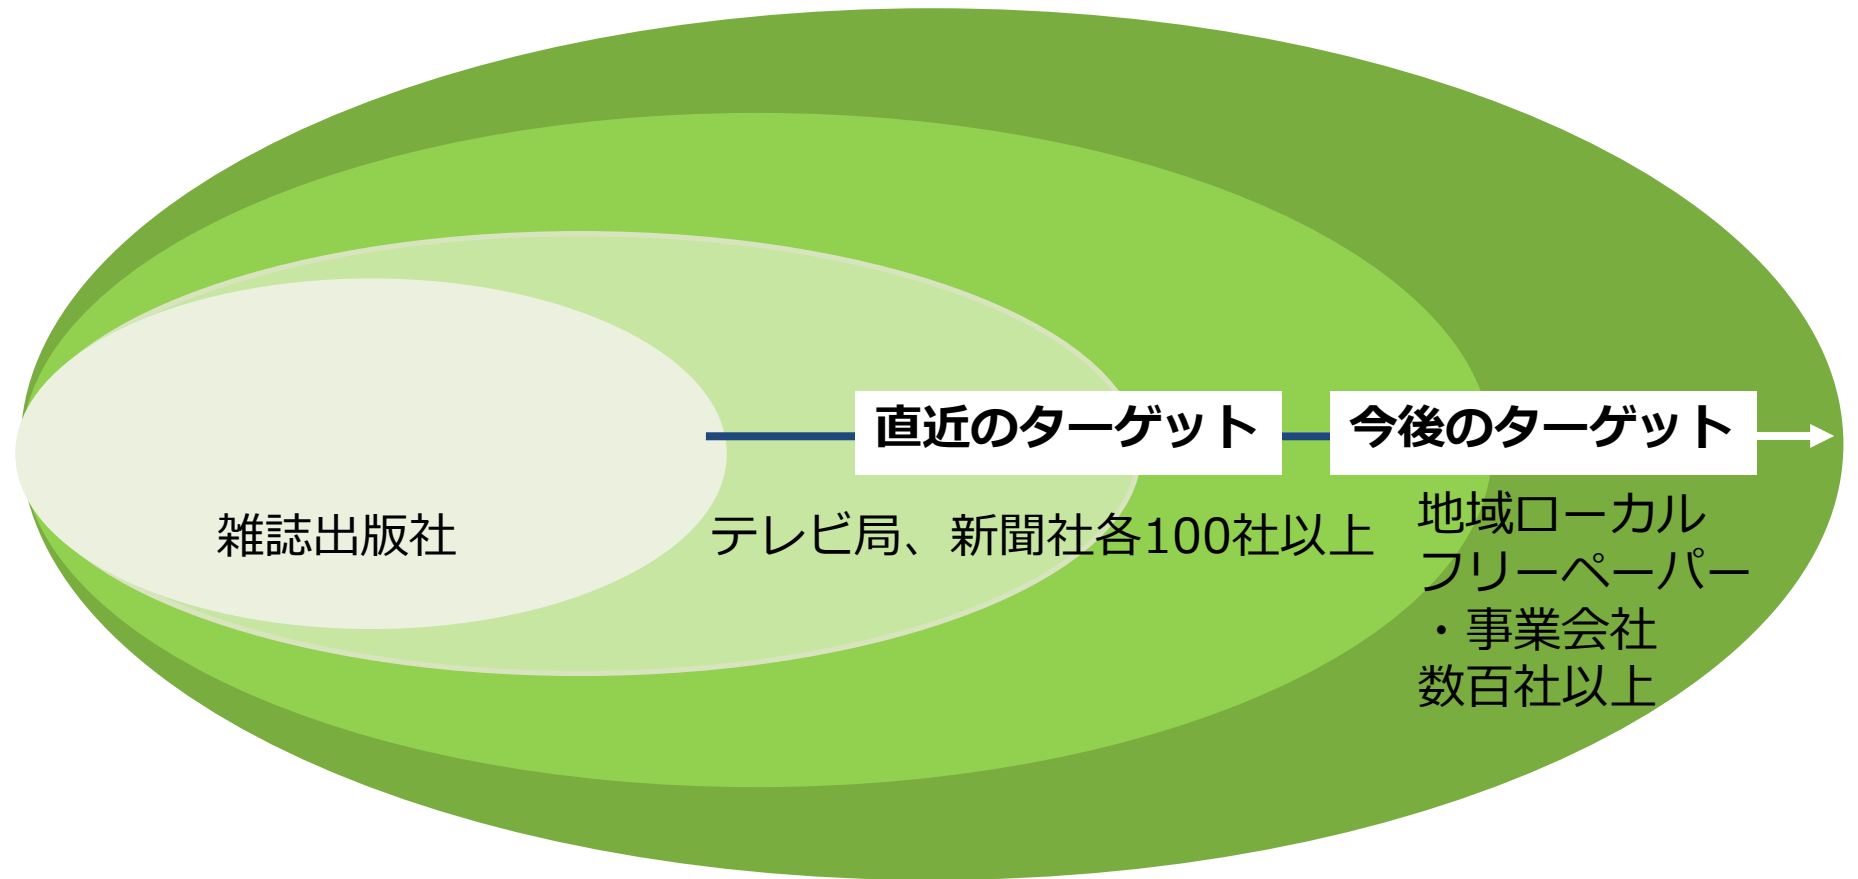 直近のターゲット
今後のターゲット
雑誌出版社
テレビ局、新聞社各100社以上
地域ローカル
フリーペーパー
・事業会社
数百社以上